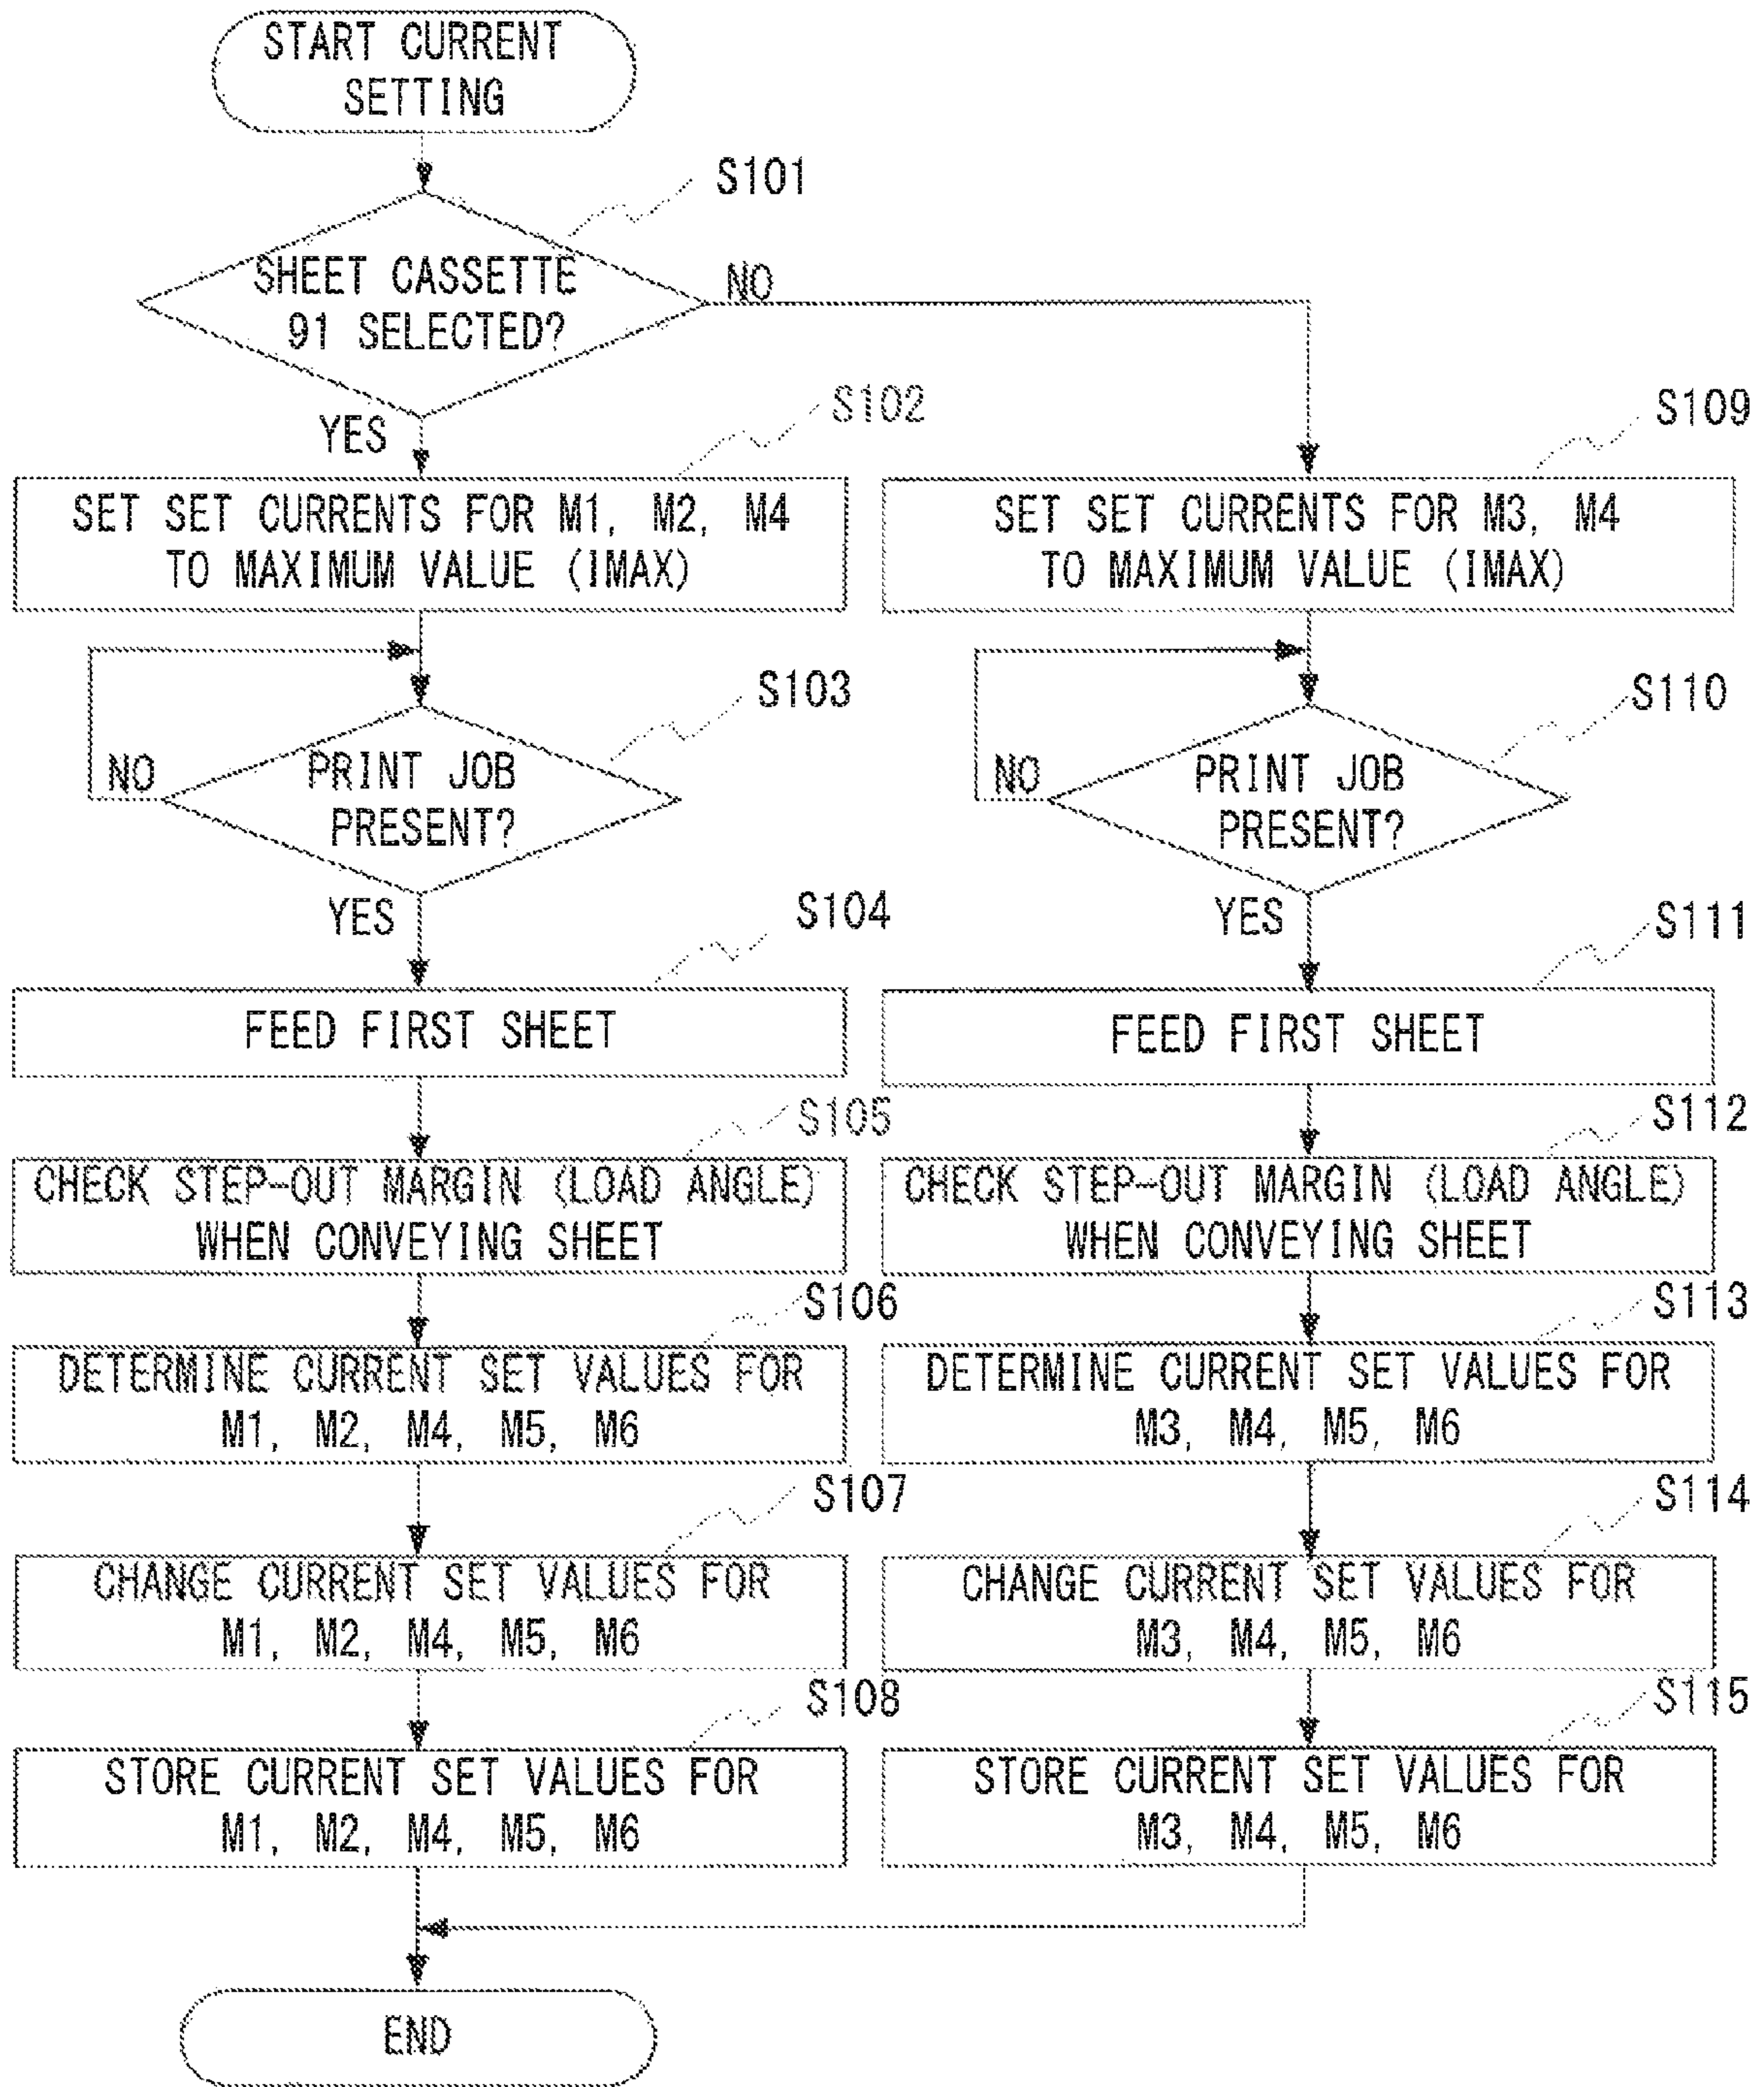 START CURRENT
SETTING
S101
SHEET CASSETTE
91 SELECTED?
NO
YES
S102
SET SET CURRENTS FOR M1, M2, M4
TO MAXIMUM VALUE (IMAX)
S103
NO
PRINT JOB
PRESENT?
YES
S104
FEED FIRST SHEET
S105
CHECK STEP-OUT MARGIN (LOAD ANGLE)
WHEN CONVEYING SHEET
S106
DETERMINE CURRENT SET VALUES FOR
M1, M2, M4, M5, M6
S107
CHANGE CURRENT SET VALUES FOR
M1, M2, M4, M5, M6
S108
STORE CURRENT SET VALUES FOR
M1, M2, M4, M5, M6
S109
SET SET CURRENTS FOR M3, M4
TO MAXIMUM VALUE (IMAX)
S110
NO
PRINT JOB
PRESENT?
YES
S111
FEED FIRST SHEET
S112
CHECK STEP-OUT MARGIN (LOAD ANGLE)
WHEN CONVEYING SHEET
S113
DETERMINE CURRENT SET VALUES FOR
M3, M4, M5, M6
S114
CHANGE CURRENT SET VALUES FOR
M3, M4, M5, M6
S115
STORE CURRENT SET VALUES FOR
M3, M4, M5, M6
END